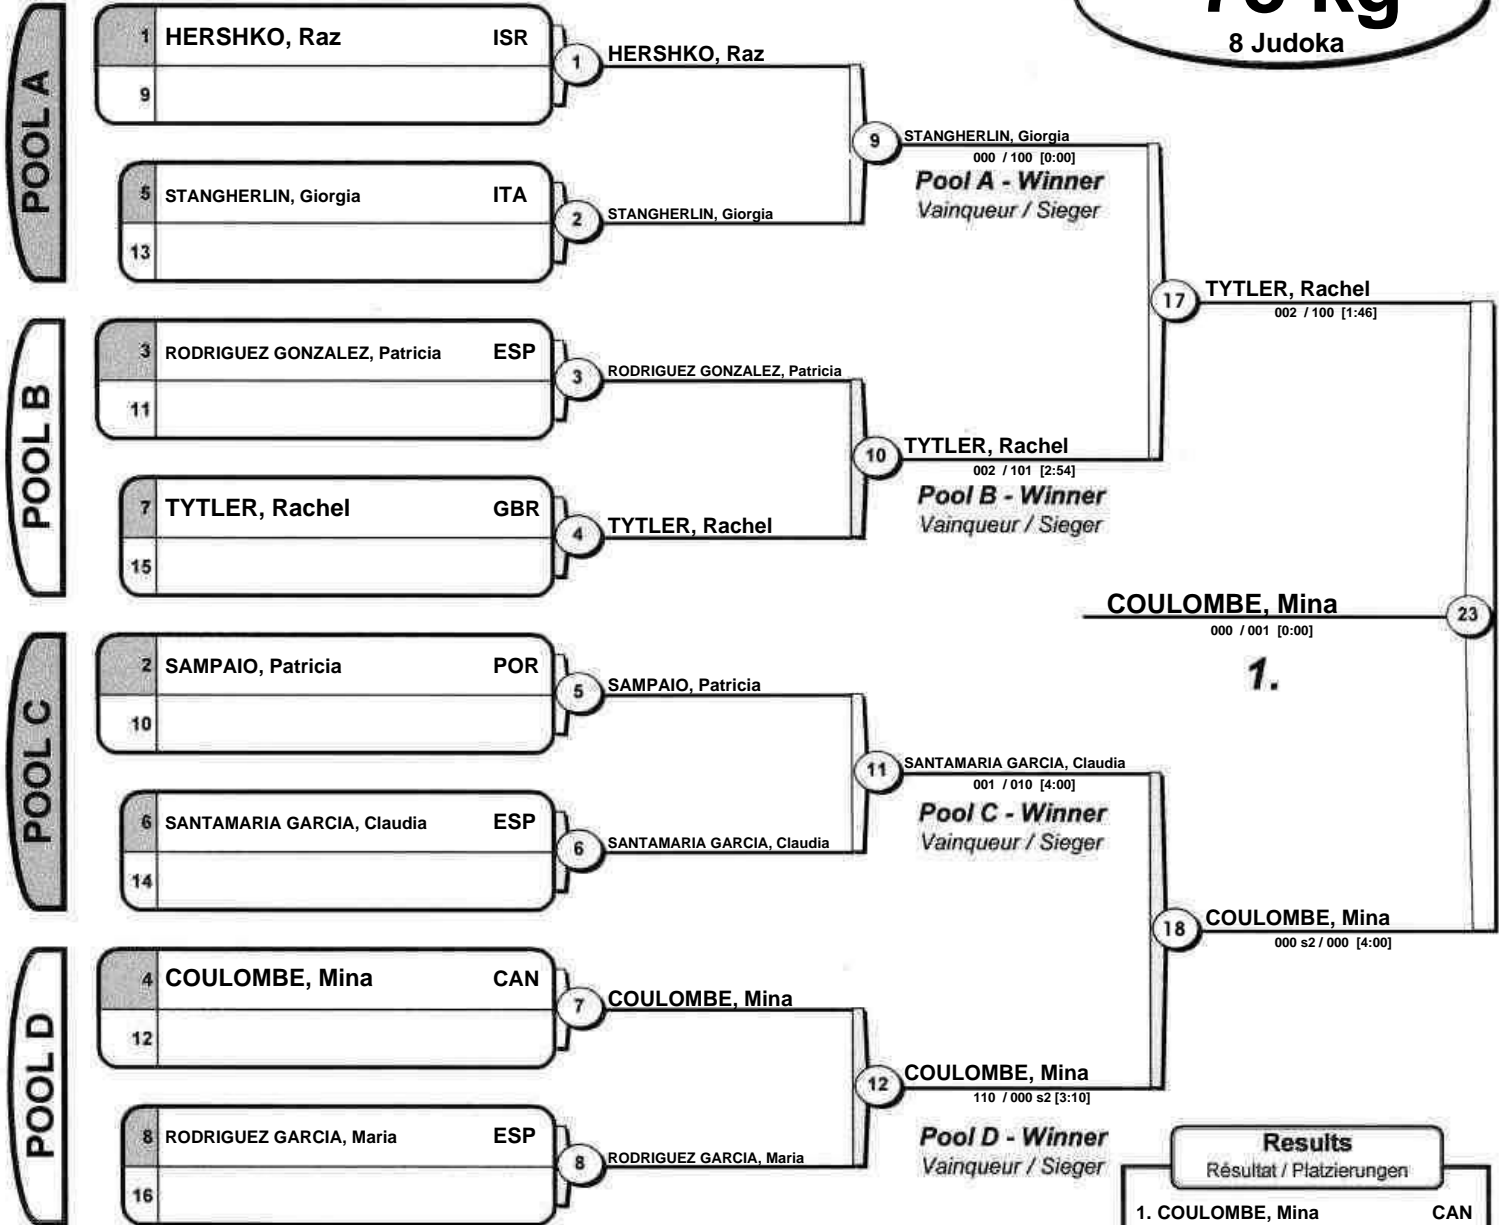 8 Judoka
POOL A
1 HERSHKO, Raz ISR
9
5 STANGHERLIN, Giorgia ITA
13
1 HERSHKO, Raz
2 STANGHERLIN, Giorgia
9 STANGHERLIN, Giorgia
000 / 100 [0:00]
Pool A - Winner
Vainqueur / Sieger
POOL B
3 RODRIGUEZ GONZALEZ, Patricia ESP
11
7 TYTLER, Rachel GBR
15
3 RODRIGUEZ GONZALEZ, Patricia
4 TYTLER, Rachel
10 TYTLER, Rachel
002 / 101 [2:54]
Pool B - Winner
Vainqueur / Sieger
17 TYTLER, Rachel
002 / 100 [1:46]
COULOMBE, Mina 23
000 / 001 [0:00]
1.
POOL C
2 SAMPAIO, Patricia POR
10
6 SANTAMARIA GARCIA, Claudia ESP
14
5 SAMPAIO, Patricia
6 SANTAMARIA GARCIA, Claudia
11 SANTAMARIA GARCIA, Claudia
001 / 010 [4:00]
Pool C - Winner
Vainqueur / Sieger
POOL D
4 COULOMBE, Mina CAN
12
8 RODRIGUEZ GARCIA, Maria ESP
16
7 COULOMBE, Mina
8 RODRIGUEZ GARCIA, Maria
12 COULOMBE, Mina
110 / 000 s2 [3:10]
Pool D - Winner
Vainqueur / Sieger
18 COULOMBE, Mina
000 s2 / 000 [4:00]
Results
Résultat / Platzierungen
1. COULOMBE, Mina CAN